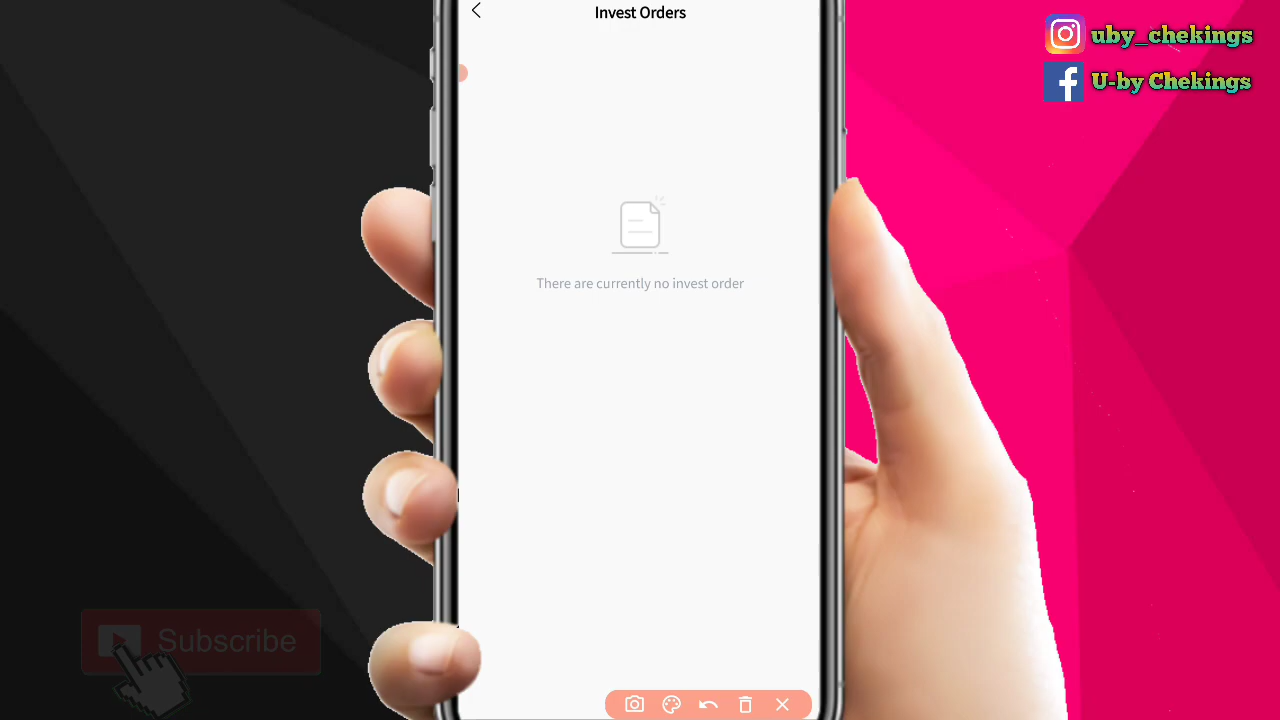 Invest Orders
uby_chekings
U-by Chekings
There are currently no invest order
Subscribe